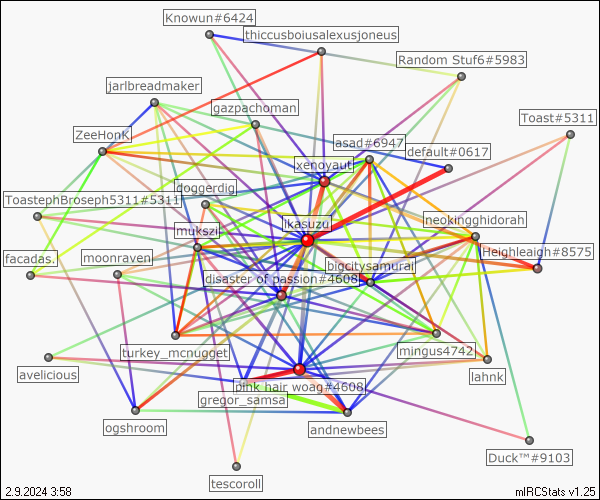 Knowun#6424
thiccusboiusalexusjoneus
Random Stuf6#5983
jarlbreadmaker
gazpachoman
Toast#5311
ZeeHonK
asad#6947
default#0617
xenoyaut
doggerdig
ToastephBroseph5311#5311
mukszi
lkasuzu
neokingghidorah
facadas.
moonraven
bigcitysamurai
Heighleaigh#8575
disaster of passion#4608
turkey_mcnugget
mingus4742
avelicious
lahnk
pink hair woag#4608
gregor_samsa
ogshroom
andnewbees
Duck™#9103
tescoroll
2.9.2024 3:58
mIRCStats v1.25